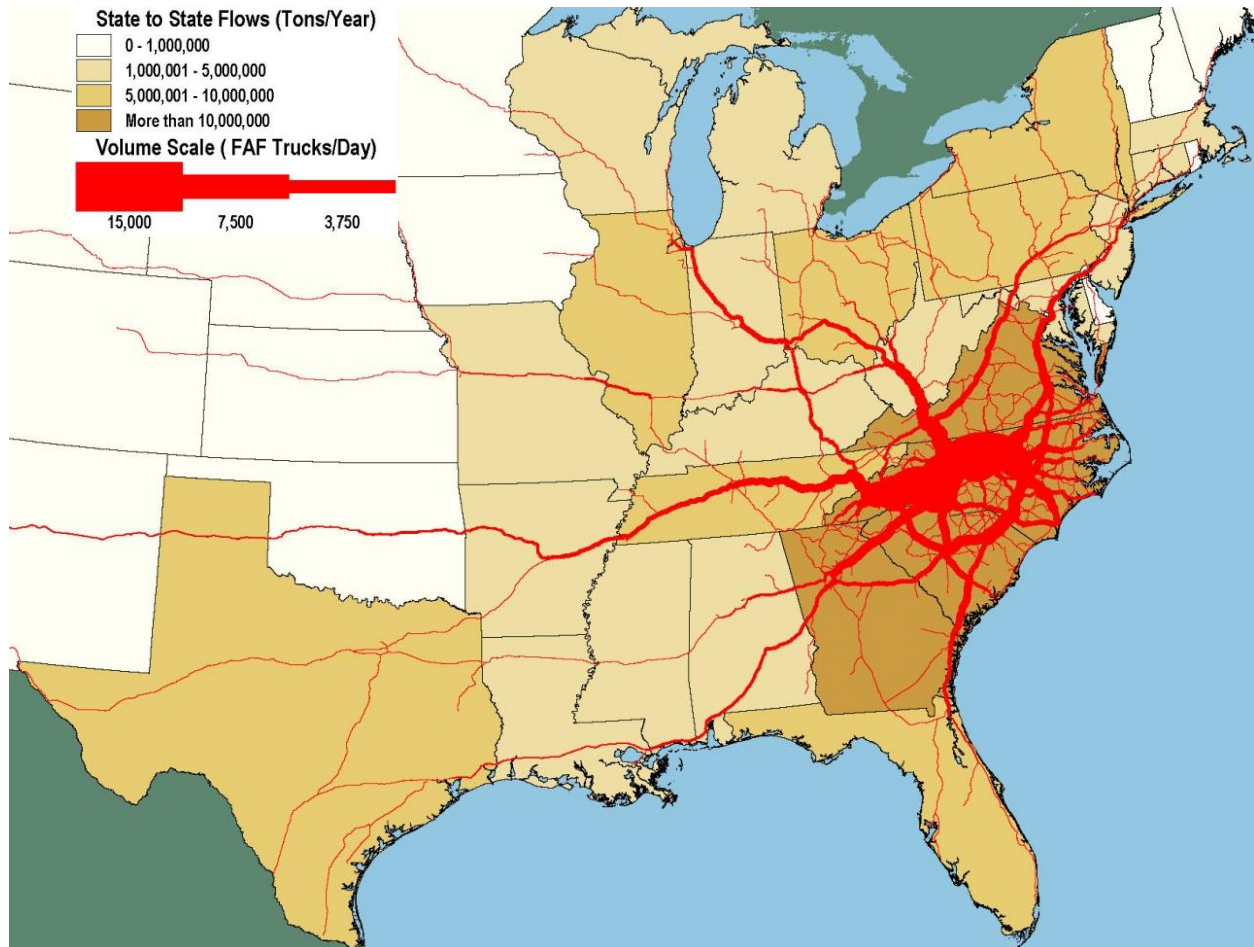 State to State Flows (Tons/Year)
0 - 1,000,000
1,000,001 - 5,000,000
5,000,001 - 10,000,000
More than 10,000,000
Volume Scale ( FAF Trucks/Day)
15,000 7,500 3,750